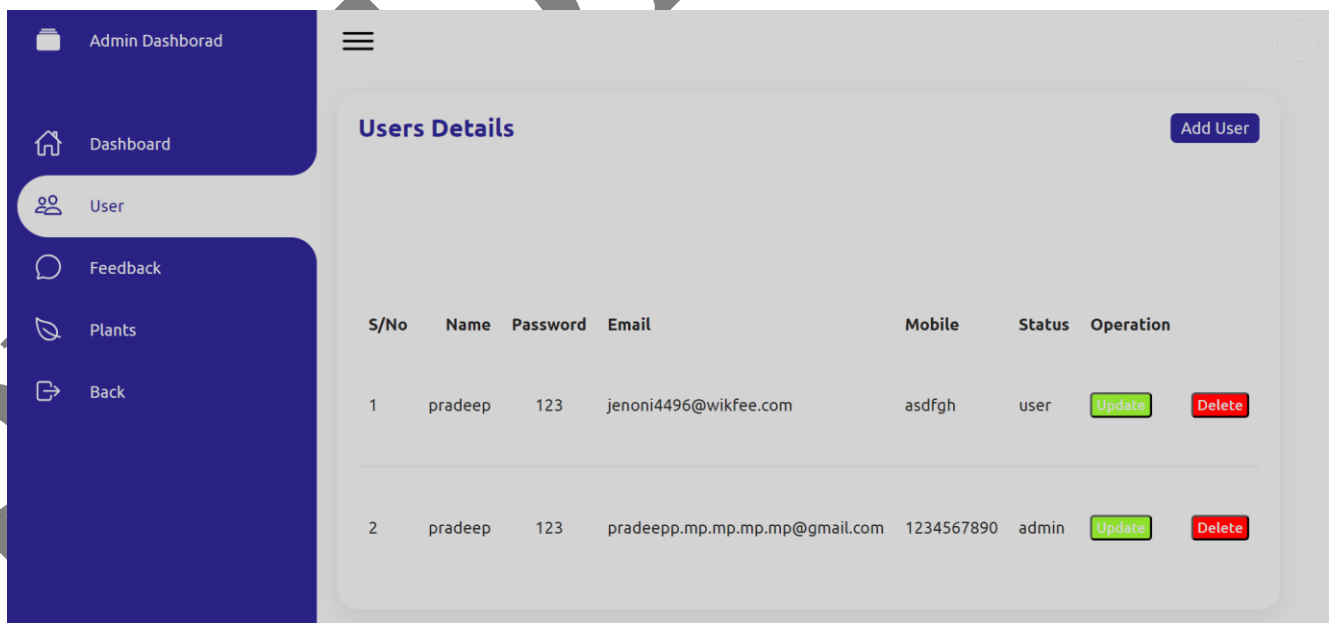 Admin Dashborad
Dashboard
User
Feedback
Plants
Back
Users Details
Add User
S/No Name Password Email Mobile Status Operation
1 pradeep 123 jenoni4496@wikfee.com asdfgh user Update Delete
2 pradeep 123 pradeepp.mp.mp.mp.mp@gmail.com 1234567890 admin Update Delete